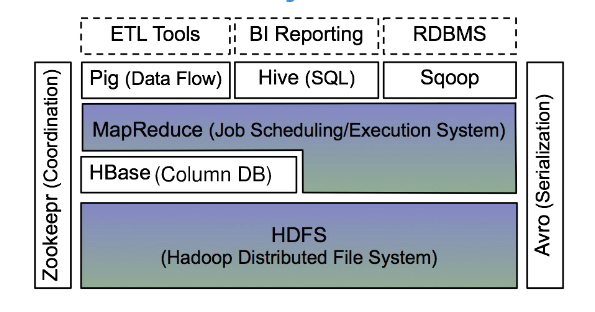 ETL Tools
BI Reporting
RDBMS
Zookeepr (Coordination)
Pig (Data Flow)
Hive (SQL)
Sqoop
Avro (Serialization)
MapReduce (Job Scheduling/Execution System)
HBase (Column DB)
HDFS
(Hadoop Distributed File System)